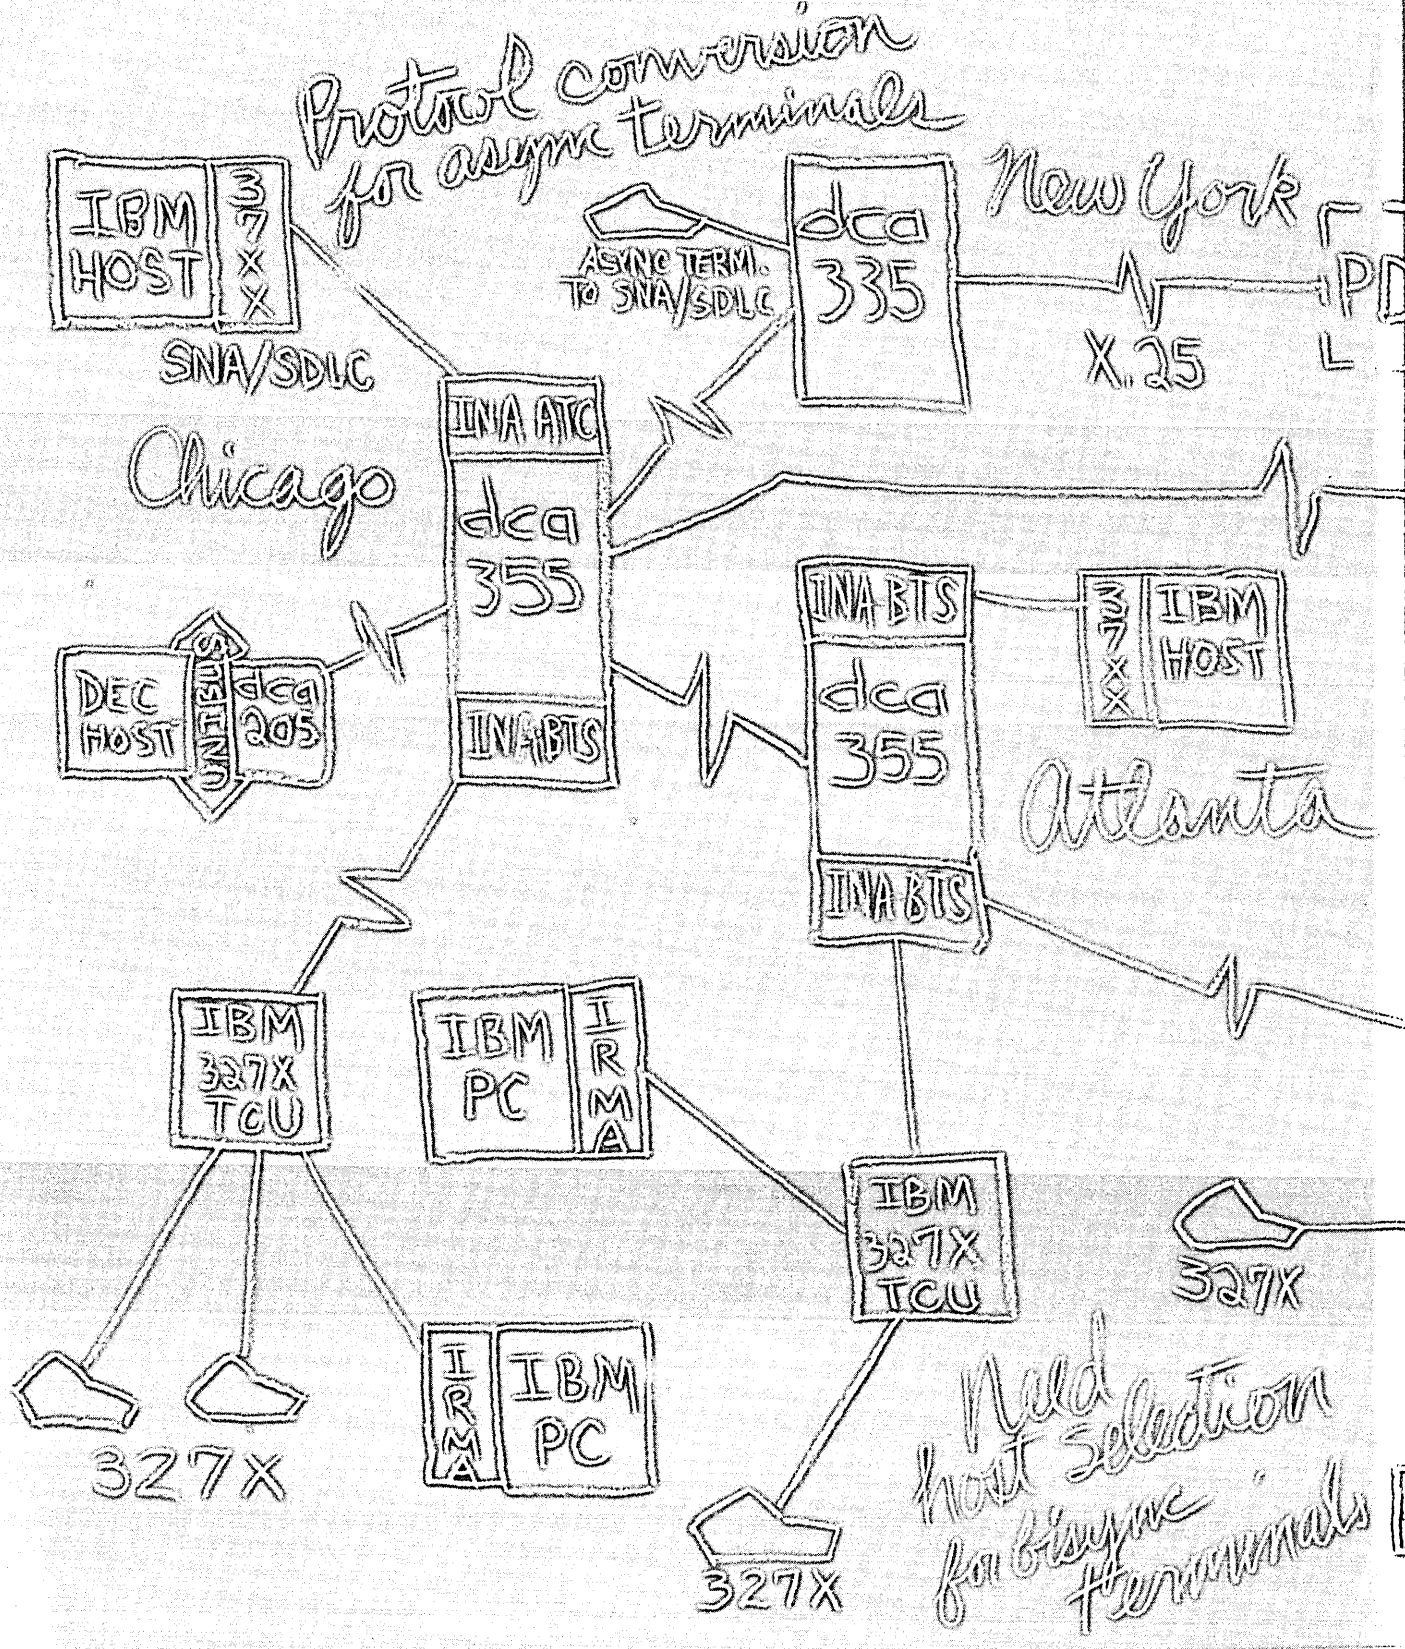 Protocol conversion
for async terminals
IBM
HOST
37XX
SNA/SDLC
ASYNC TERM.
TO SNA/SDLC
dca
335
New York
X.25
PD
Chicago
INA ATC
dca
355
INA BTS
DEC
HOST
UNIBUS
dca
205
INA BTS
dca
355
INA BTS
37XX
IBM
HOST
Atlanta
IBM
327X
TCU
IBM
PC
IRMA
IBM
327X
TCU
327X
327X
IRMA
IBM
PC
327X
Need
host selection
for bisync
terminals